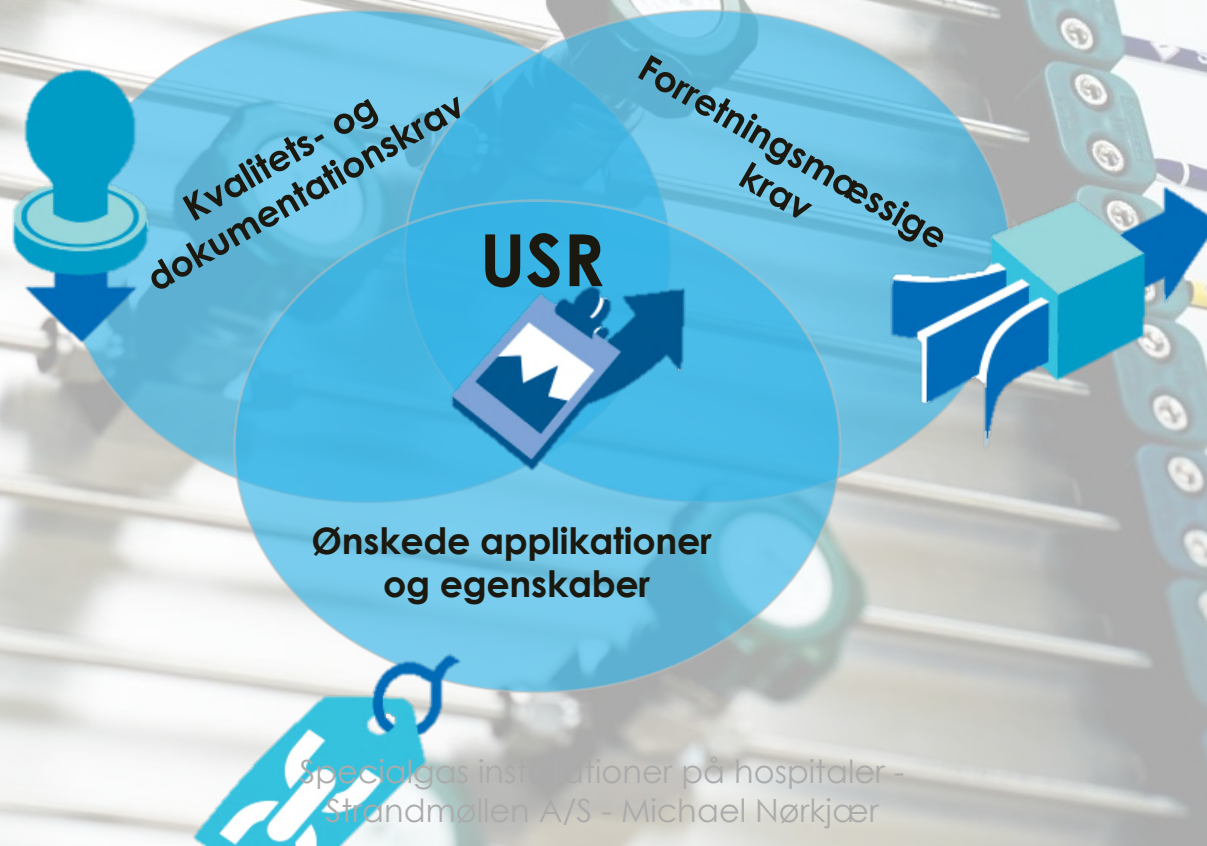 Kvalitets- og
dokumentationskrav
Forretningsmæssige
krav
USR
Ønskede applikationer
og egenskaber
Specialgas installationer på hospitaler -
Strandmøllen A/S - Michael Nørkjær